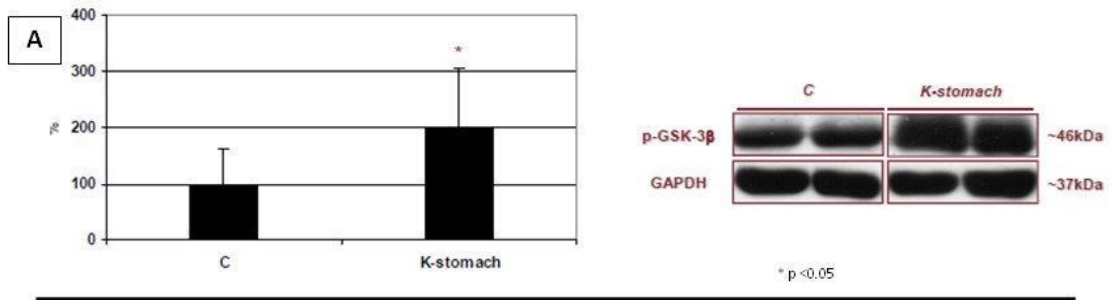 A
400
300
200
100
0
%
*
C
K-stomach
C
K-stomach
p-GSK-3β
~46kDa
GAPDH
~37kDa
* p <0.05